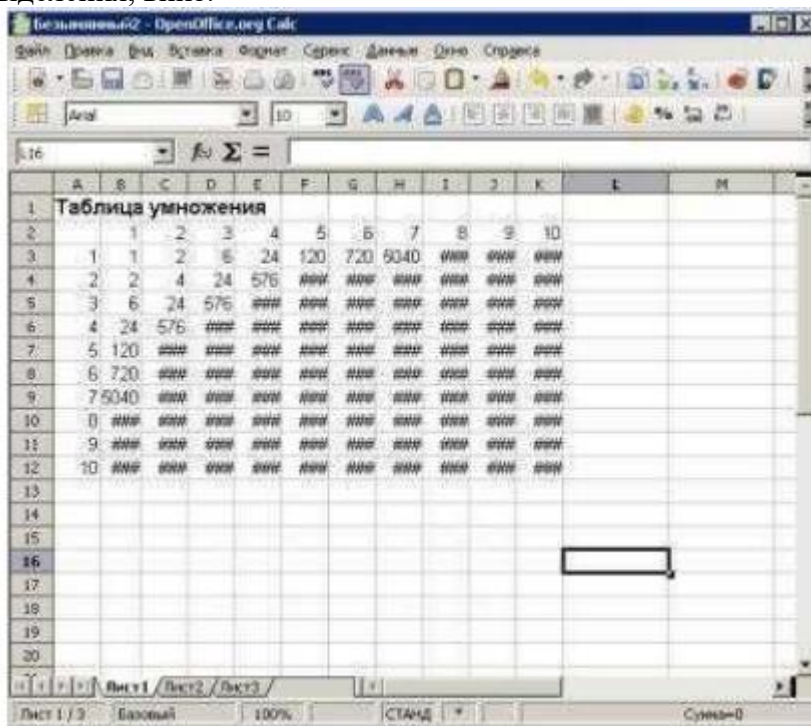 Безымянный2 - OpenOffice.org Calc
Файл Правка Вид Вставка Формат Сервис Данные Окно Справка
Arial 10
L16 = 
A B C D E F G H I J K L M
1 Таблица умножения
2 1 2 3 4 5 6 7 8 9 10
3 1 1 2 6 24 120 720 5040 ### ### ###
4 2 2 4 24 576 ### ### ### ### ### ###
5 3 6 24 576 ### ### ### ### ### ### ###
6 4 24 576 ### ### ### ### ### ### ### ###
7 5 120 ### ### ### ### ### ### ### ### ###
8 6 720 ### ### ### ### ### ### ### ### ###
9 7 5040 ### ### ### ### ### ### ### ### ###
10 8 ### ### ### ### ### ### ### ### ### ###
11 9 ### ### ### ### ### ### ### ### ### ###
12 10 ### ### ### ### ### ### ### ### ### ###
13
14
15
16
17
18
19
20
Лист1 / Лист2 / Лист3 /
Лист 1 / 3 Базовый 100% СТАНД * Сумма=0